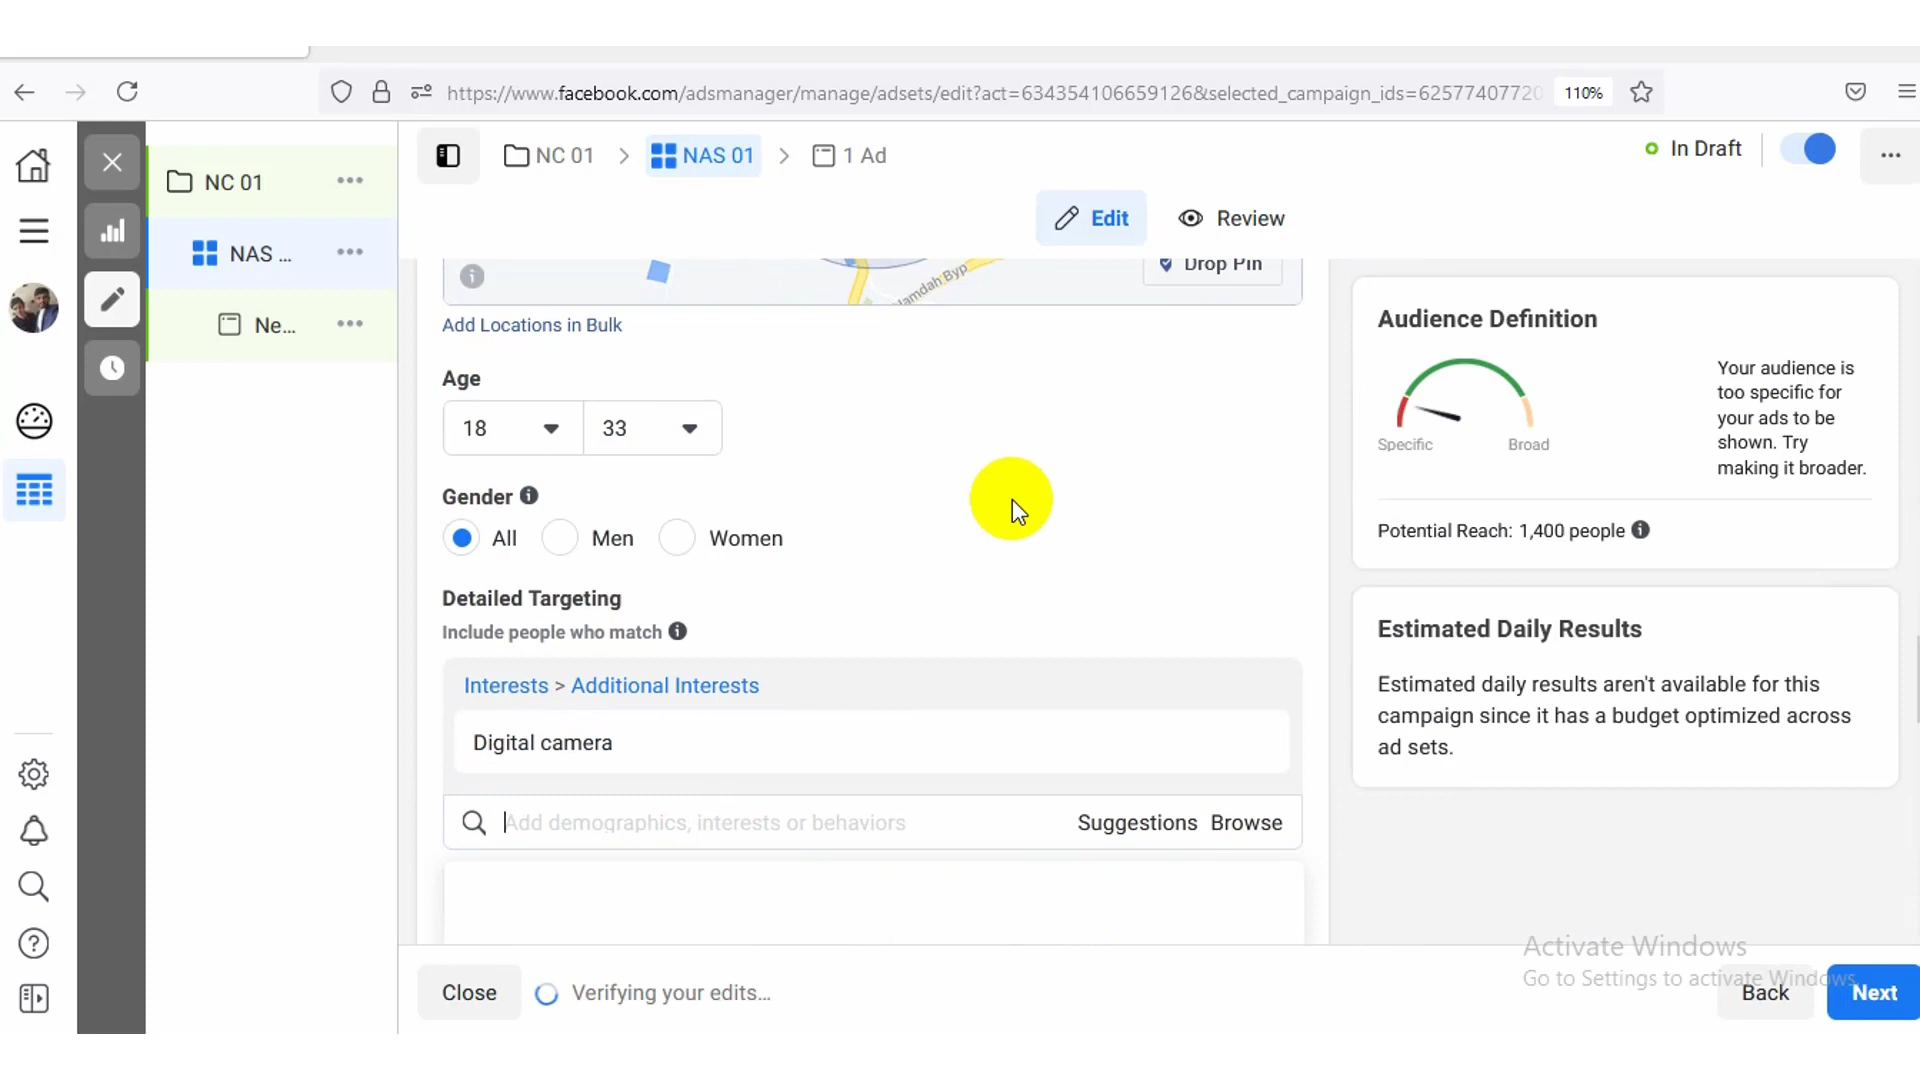 https://www.facebook.com/adsmanager/manage/adsets/edit?act=634354106659126&selected_campaign_ids=62577407720
110%
NC 01
NAS 01
1 Ad
In Draft
NC 01
NAS ...
Ne...
Edit
Review
Drop Pin
Hamdah Byp
Add Locations in Bulk
Age
18
33
Gender
All
Men
Women
Detailed Targeting
Include people who match
Interests > Additional Interests
Digital camera
Add demographics, interests or behaviors
Suggestions
Browse
Audience Definition
Specific
Broad
Your audience is
too specific for
your ads to be
shown. Try
making it broader.
Potential Reach: 1,400 people
Estimated Daily Results
Estimated daily results aren't available for this
campaign since it has a budget optimized across
ad sets.
Activate Windows
Go to Settings to activate Windows.
Close
Verifying your edits...
Back
Next